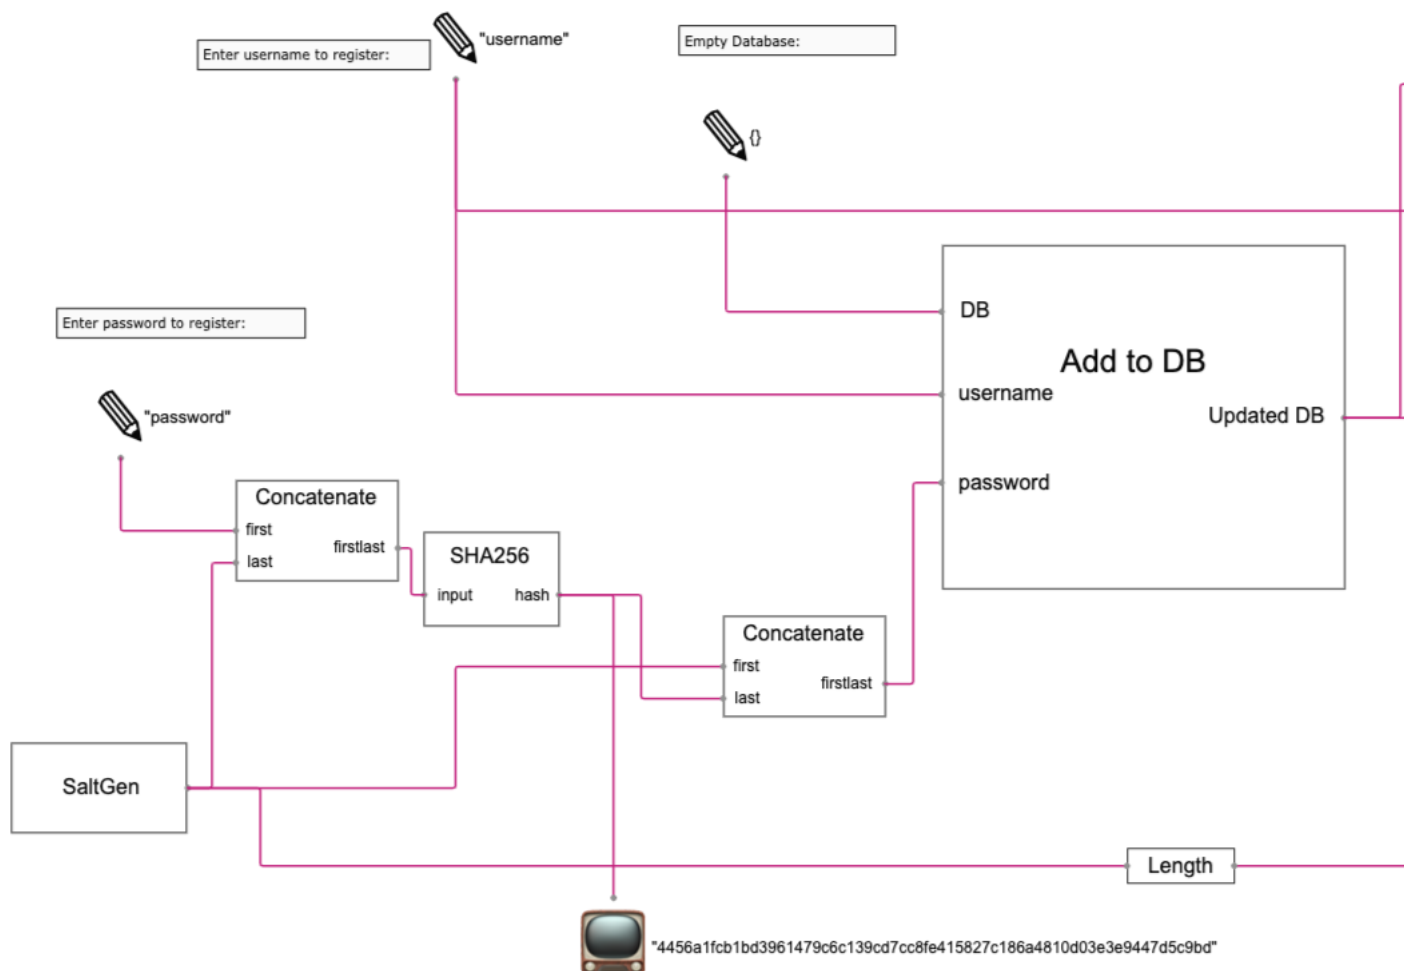 "username"
Enter username to register:
Empty Database:
{}
DB
Add to DB
username
Updated DB
password
Enter password to register:
"password"
Concatenate
first
firstlast
last
SHA256
input
hash
Concatenate
first
firstlast
last
SaltGen
Length
"4456a1fcb1bd3961479c6c139cd7cc8fe415827c186a4810d03e3e9447d5c9bd"